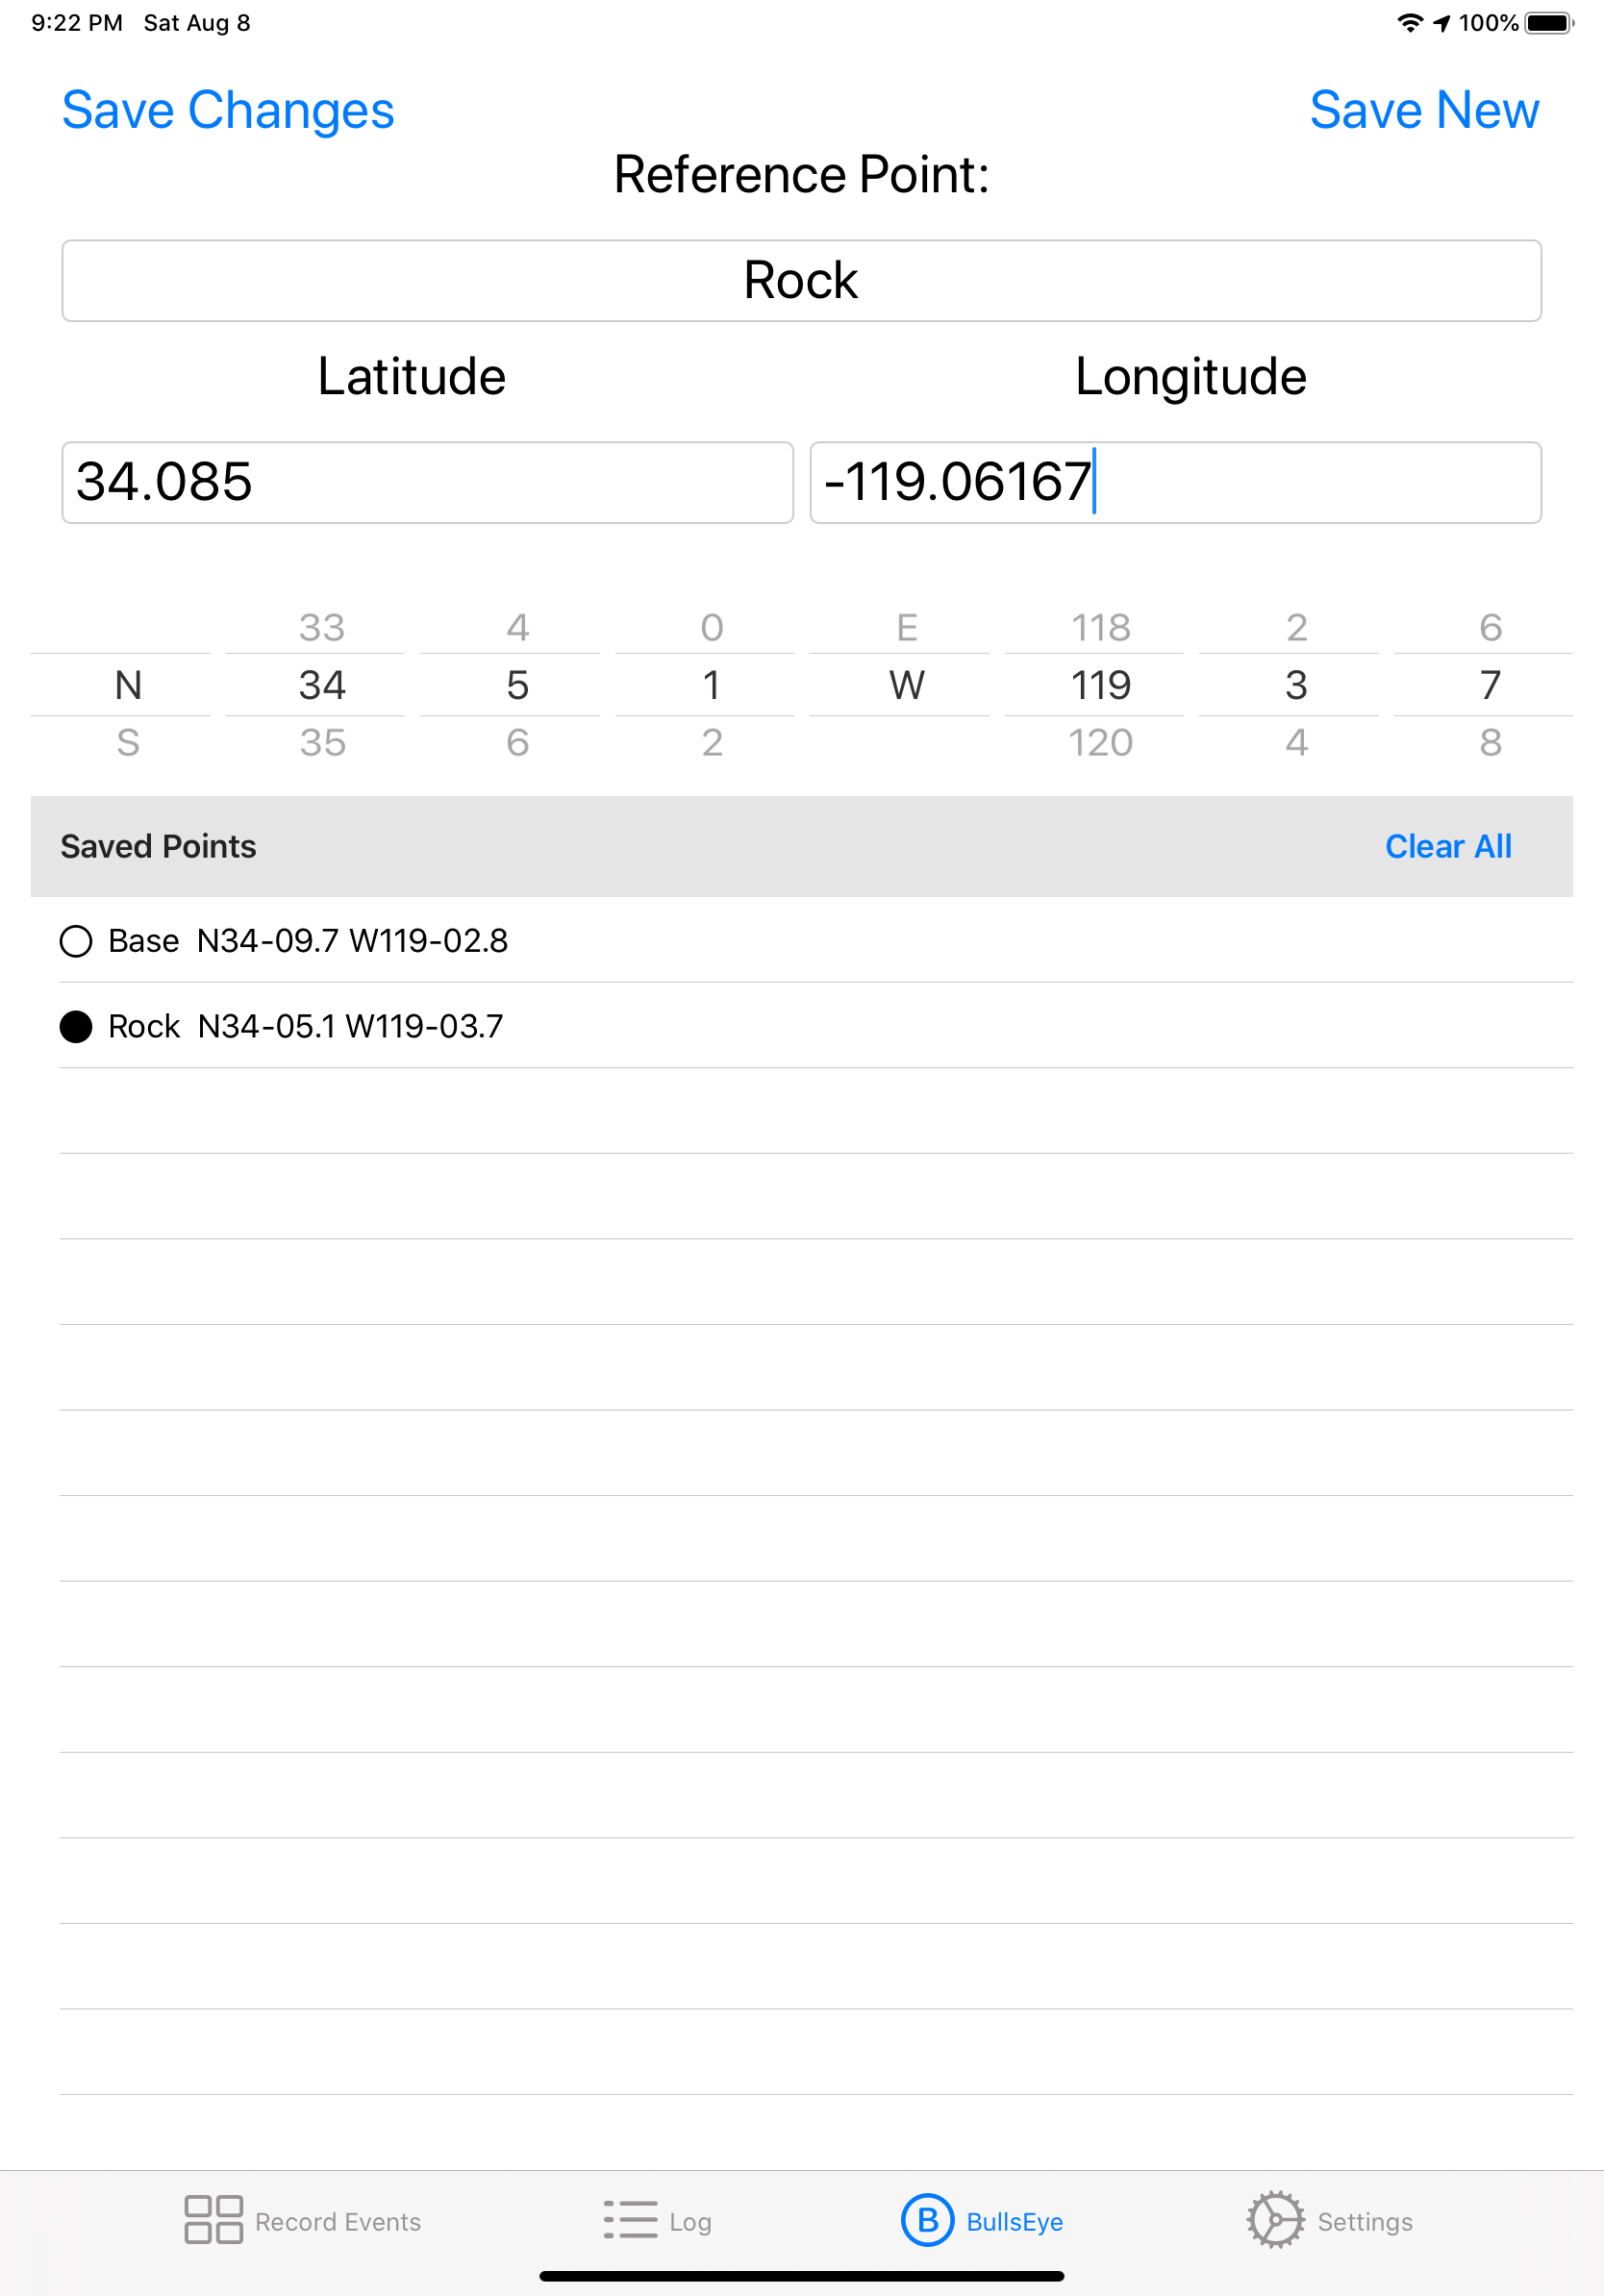 9:22 PM Sat Aug 8 100%
Save Changes Save New
Reference Point:
Rock
Latitude Longitude
34.085 -119.06167
33 4 0 E 118 2 6
N 34 5 1 W 119 3 7
S 35 6 2 120 4 8
Saved Points Clear All
Base N34-09.7 W119-02.8
Rock N34-05.1 W119-03.7
Record Events Log B BullsEye Settings